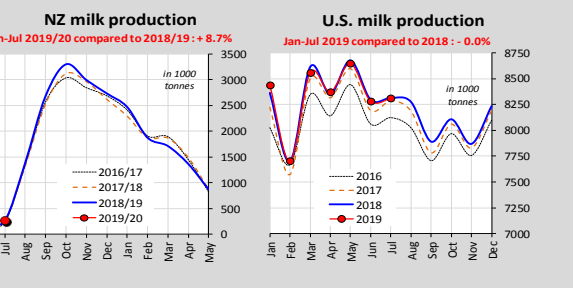 NZ milk production
n-Jul 2019/20 compared to 2018/19 : + 8.7%
in 1000
tonnes
3500
3000
2500
2000
1500
1000
500
0
2016/17
2017/18
2018/19
2019/20
Jul
Aug
Sep
Oct
Nov
Dec
Jan
Feb
Mar
Apr
May
U.S. milk production
Jan-Jul 2019 compared to 2018 : - 0.0%
in 1000
tonnes
8750
8500
8250
8000
7750
7500
7250
7000
2016
2017
2018
2019
Jan
Feb
Mar
Apr
May
Jun
Jul
Aug
Sep
Oct
Nov
Dec